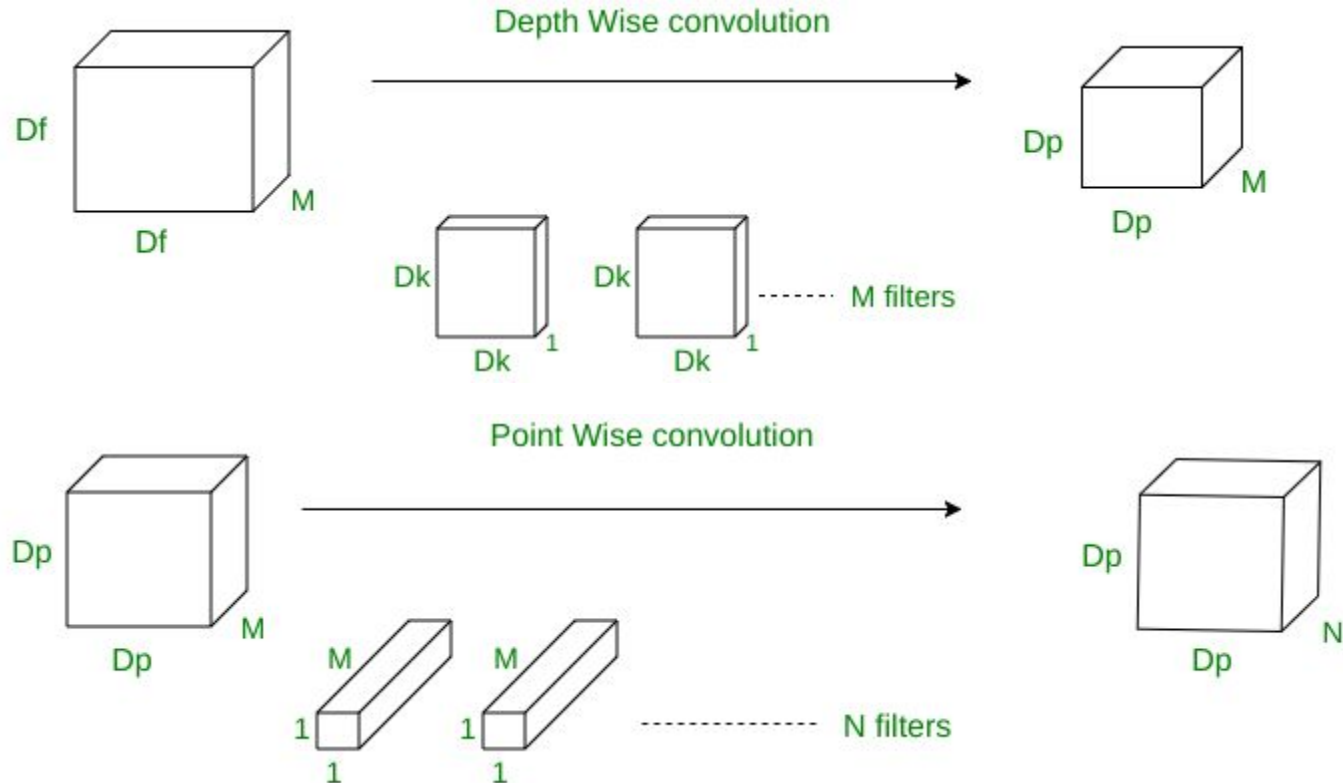 Depth Wise convolution
Df
M
Df
Dp
M
Dp
Dk
Dk
M filters
1
1
Dk
Dk
Point Wise convolution
Dp
M
Dp
Dp
N
Dp
M
M
1
1
N filters
1
1